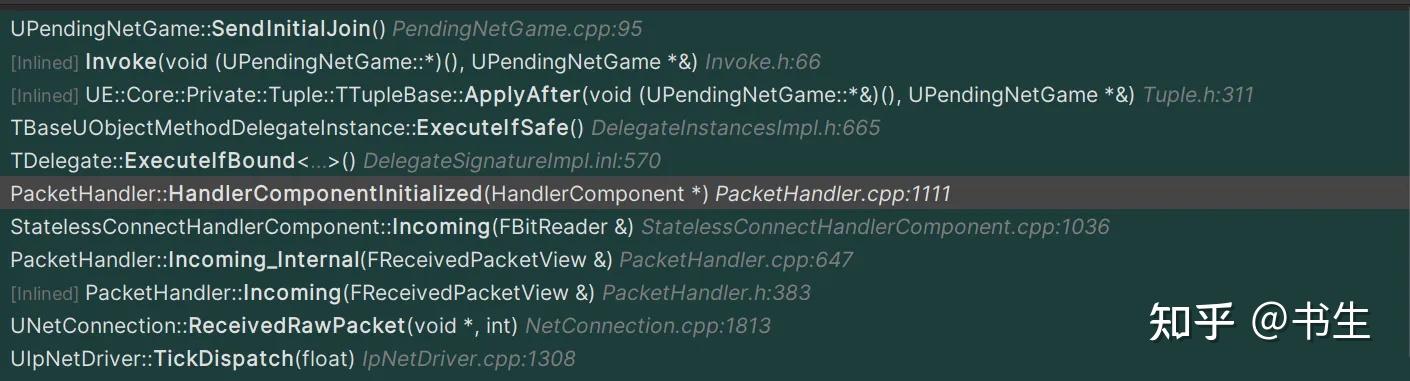 UPendingNetGame::SendInitialJoin() PendingNetGame.cpp:95
[Inlined] Invoke(void (UPendingNetGame::*)(), UPendingNetGame *&) Invoke.h:66
[Inlined] UE::Core::Private::Tuple::TTupleBase::ApplyAfter(void (UPendingNetGame::*&)(), UPendingNetGame *&) Tuple.h:311
TBaseUObjectMethodDelegateInstance::ExecuteIfSafe() DelegateInstancesImpl.h:665
TDelegate::ExecuteIfBound<...>() DelegateSignatureImpl.inl:570
PacketHandler::HandlerComponentInitialized(HandlerComponent *) PacketHandler.cpp:1111
StatelessConnectHandlerComponent::Incoming(FBitReader &) StatelessConnectHandlerComponent.cpp:1036
PacketHandler::Incoming_Internal(FReceivedPacketView &) PacketHandler.cpp:647
[Inlined] PacketHandler::Incoming(FReceivedPacketView &) PacketHandler.h:383
UNetConnection::ReceivedRawPacket(void *, int) NetConnection.cpp:1813
UIpNetDriver::TickDispatch(float) IpNetDriver.cpp:1308
知乎 @书生